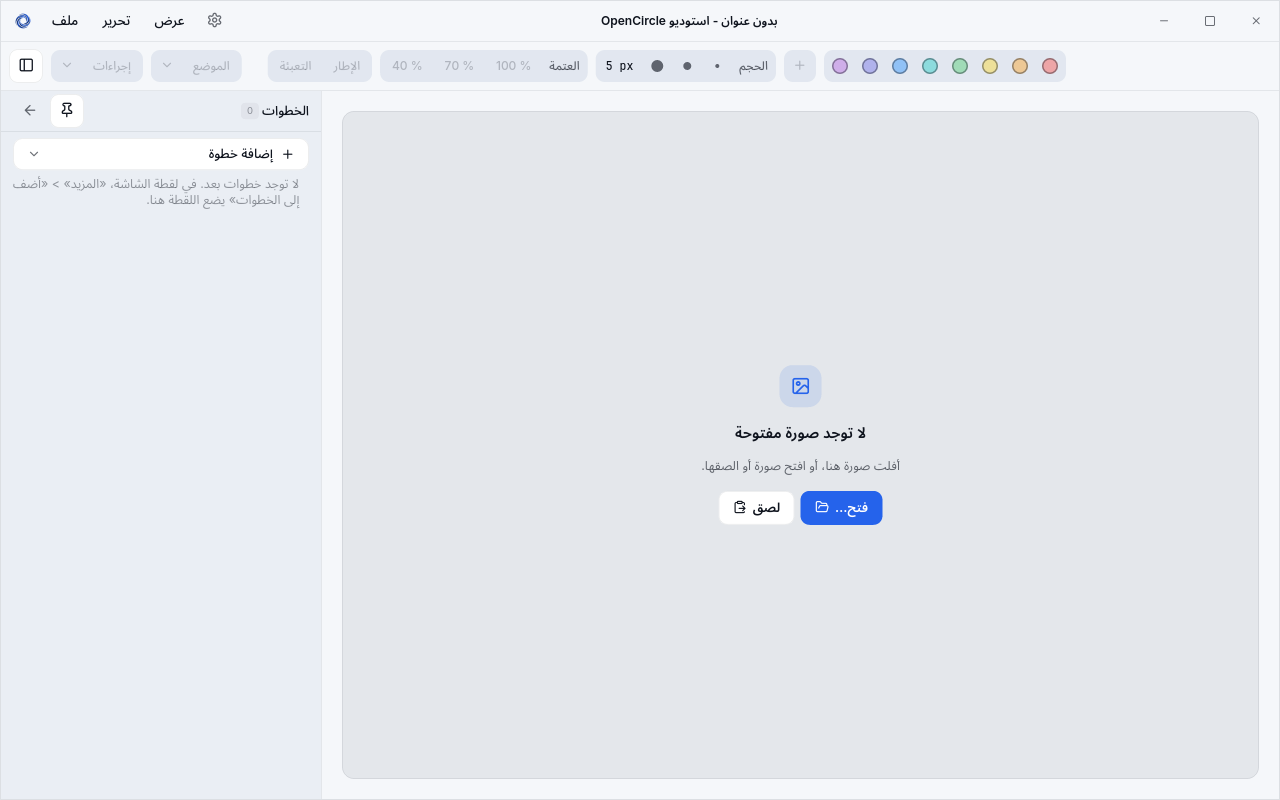 ملف
تحرير
عرض
بدون عنوان - استوديو OpenCircle
إجراءات
الموضع
الإطار
التعبئة
العتمة
100 %
70 %
40 %
الحجم
5 px
الخطوات 0
إضافة خطوة
لا توجد خطوات بعد. في لقطة الشاشة، «المزيد» > «أضف
إلى الخطوات» يضع اللقطة هنا.
لا توجد صورة مفتوحة
أفلت صورة هنا، أو افتح صورة أو الصقها.
فتح...
لصق